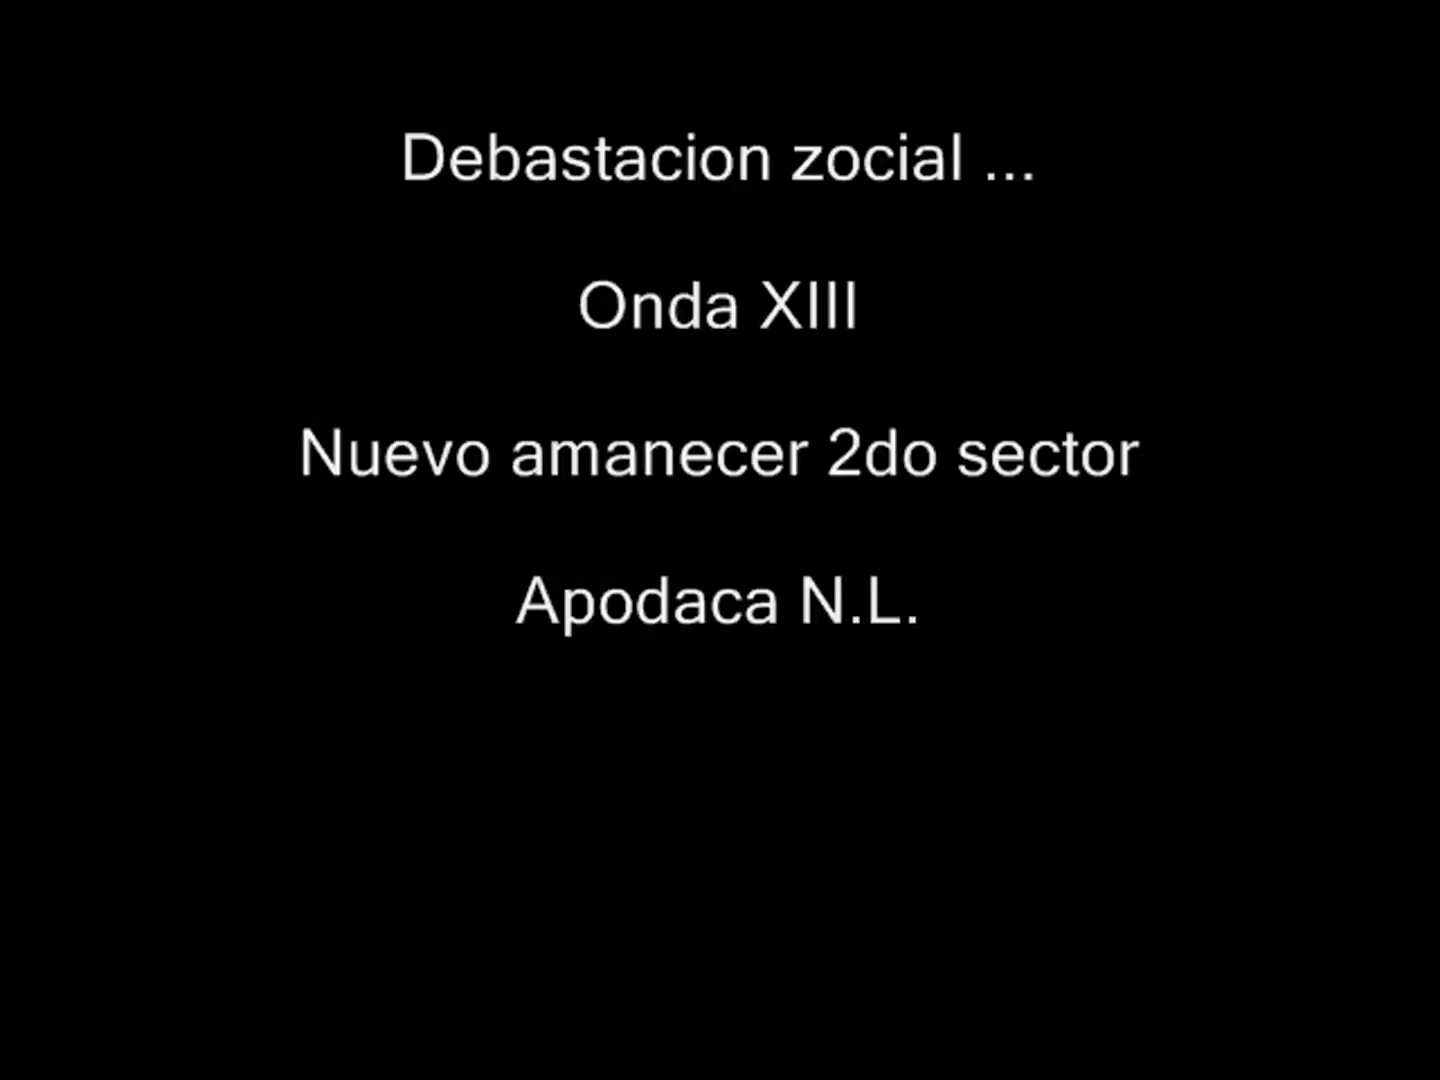 Debastacion zocial ...
Onda XIII
Nuevo amanecer 2do sector
Apodaca N.L.